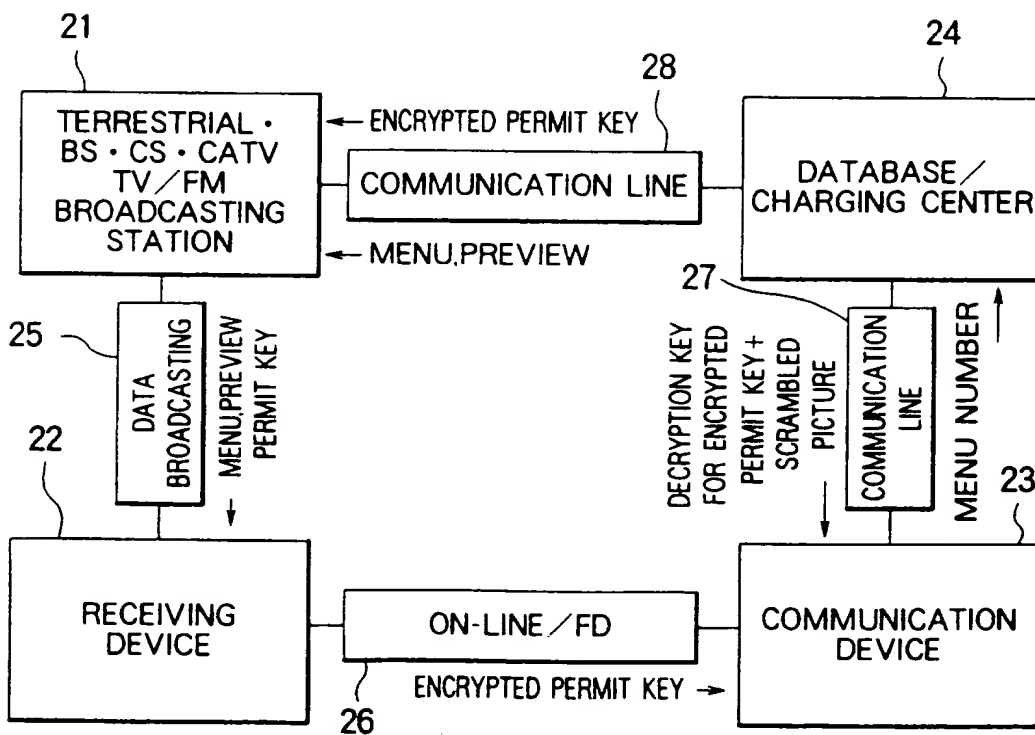 21
TERRESTRIAL・
BS・CS・CATV
TV/FM
BROADCASTING
STATION
← ENCRYPTED PERMIT KEY
28
COMMUNICATION LINE
← MENU.PREVIEW
24
DATABASE/
CHARGING CENTER
25
DATA
BROADCASTING
MENU.PREVIEW
PERMIT KEY
↓
27
DECRYPTION KEY
FOR ENCRYPTED
PERMIT KEY+
SCRAMBLED
PICTURE
↓
COMMUNICATION
LINE
MENU NUMBER
↑
22
RECEIVING
DEVICE
ON-LINE/FD
26
ENCRYPTED PERMIT KEY →
23
COMMUNICATION
DEVICE